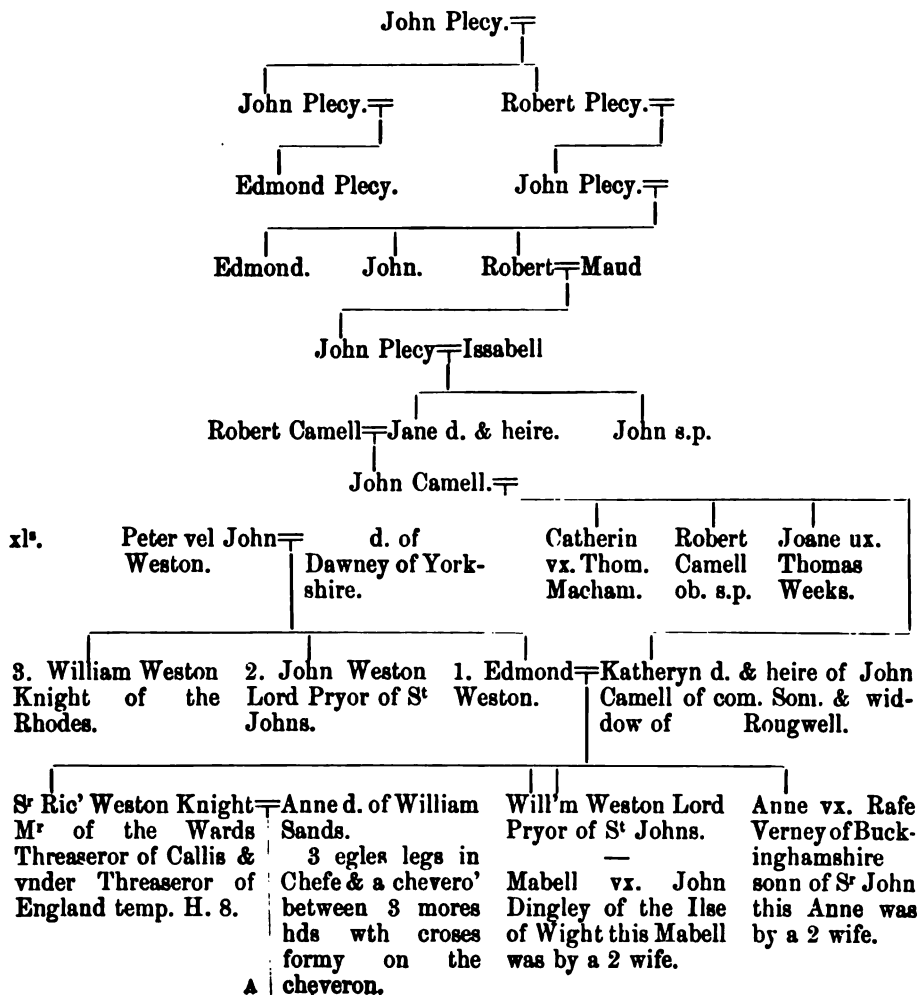 John Plecy.
John Plecy. Robert Plecy.
Edmond Plecy. John Plecy.
Edmond. John. Robert Maud
John Plecy Issabell
Robert Camell Jane d. & heire. John s.p.
John Camell.
xlˢ.
Peter vel John
Weston.
d. of
Dawney of York-
shire.
Catherin
vx. Thom.
Macham.
Robert
Camell
ob. s.p.
Joane ux.
Thomas
Weeks.
3. William Weston
Knight of the
Rhodes.
2. John Weston
Lord Pryor of Sᵗ
Johns.
1. Edmond
Weston.
Katheryn d. & heire of John
Camell of com. Som. & wid-
dow of Rougwell.
Sʳ Ric' Weston Knight
Mʳ of the Wards
Threaseror of Callis &
vnder Threaseror of
England temp. H. 8.
Anne d. of William
Sands.
3 egles legs in
Chefe & a chevero'
between 3 mores
hds wth croses
formy on the
cheveron.
Will'm Weston Lord
Pryor of Sᵗ Johns.
—
Mabell vx. John
Dingley of the Ilse
of Wight this Mabell
was by a 2 wife.
Anne vx. Rafe
Verney of Buck-
inghamshire
sonn of Sʳ John
this Anne was
by a 2 wife.
A